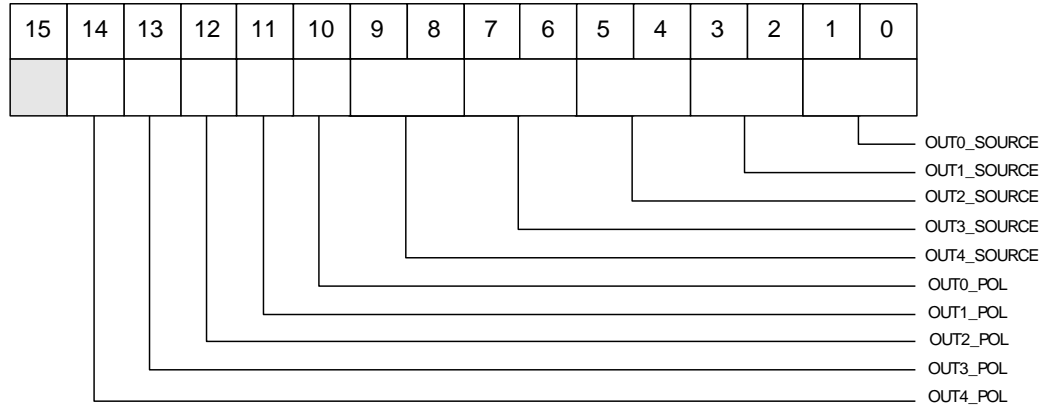 15 14 13 12 11 10 9 8 7 6 5 4 3 2 1 0
OUT0_SOURCE
OUT1_SOURCE
OUT2_SOURCE
OUT3_SOURCE
OUT4_SOURCE
OUT0_POL
OUT1_POL
OUT2_POL
OUT3_POL
OUT4_POL